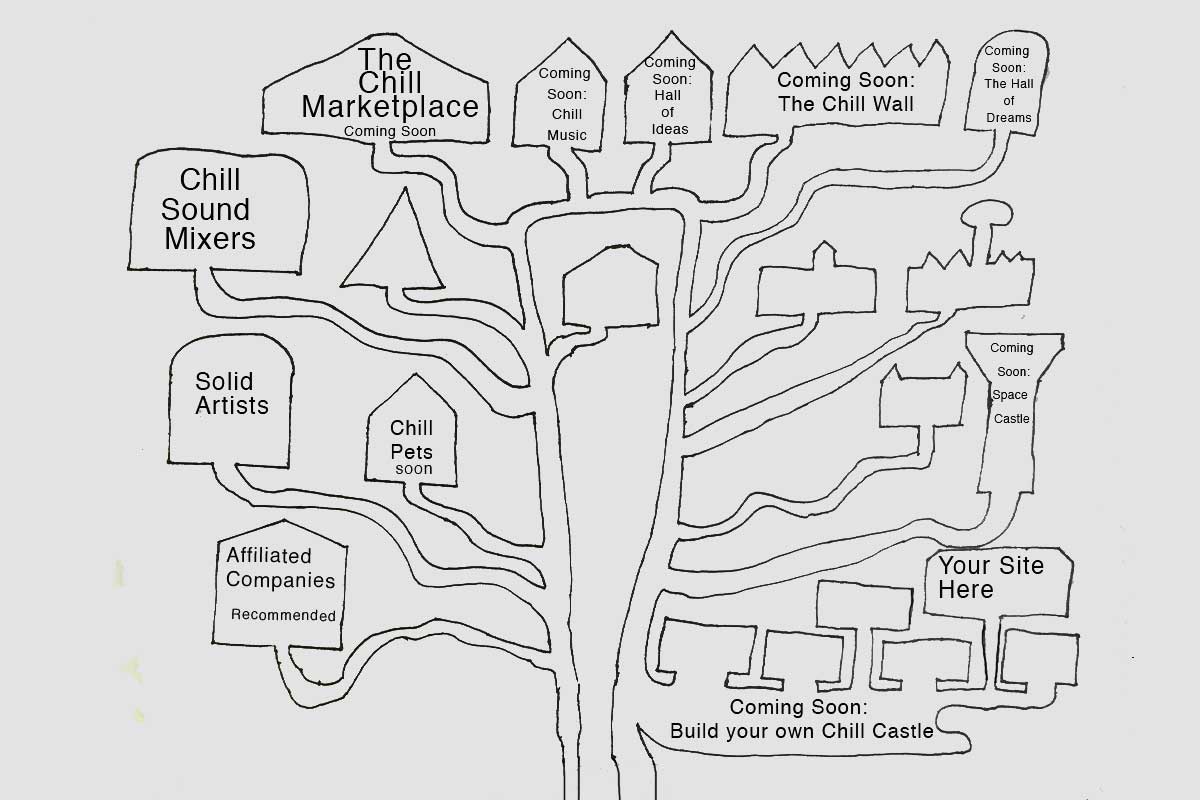 The
Chill
Marketplace
Coming Soon
Coming
Soon:
Chill
Music
Coming
Soon:
Hall
of
Ideas
Coming Soon:
The Chill Wall
Coming
Soon:
The Hall
of
Dreams
Chill
Sound
Mixers
Solid
Artists
Chill
Pets
soon
Coming
Soon:
Space
Castle
Affiliated
Companies
Recommended
Your Site
Here
Coming Soon:
Build your own Chill Castle